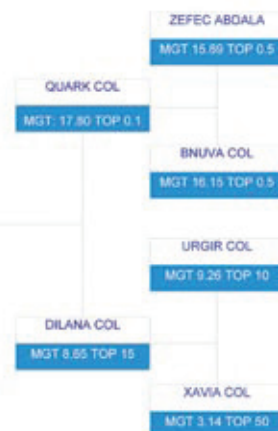 ZEFEC ABDALA
MGT 15.89 TOP 0.5
QUARK COL
MGT: 17.80 TOP 0.1
BNUVA COL
MGT 16.15 TOP 0.5
URGIR COL
MGT 9.26 TOP 10
DILANA COL
MGT 8.65 TOP 15
XAVIA COL
MGT 3.14 TOP 50